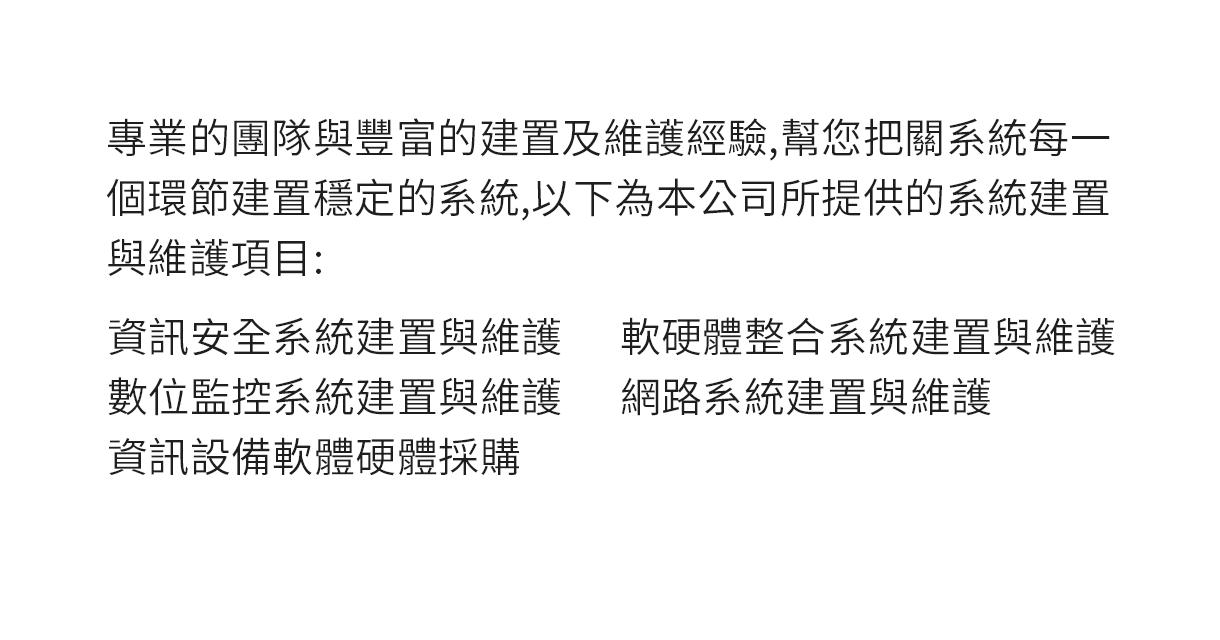 專業的團隊與豐富的建置及維護經驗,幫您把關系統每一
個環節建置穩定的系統,以下為本公司所提供的系統建置
與維護項目:
資訊安全系統建置與維護 軟硬體整合系統建置與維護
數位監控系統建置與維護 網路系統建置與維護
資訊設備軟體硬體採購